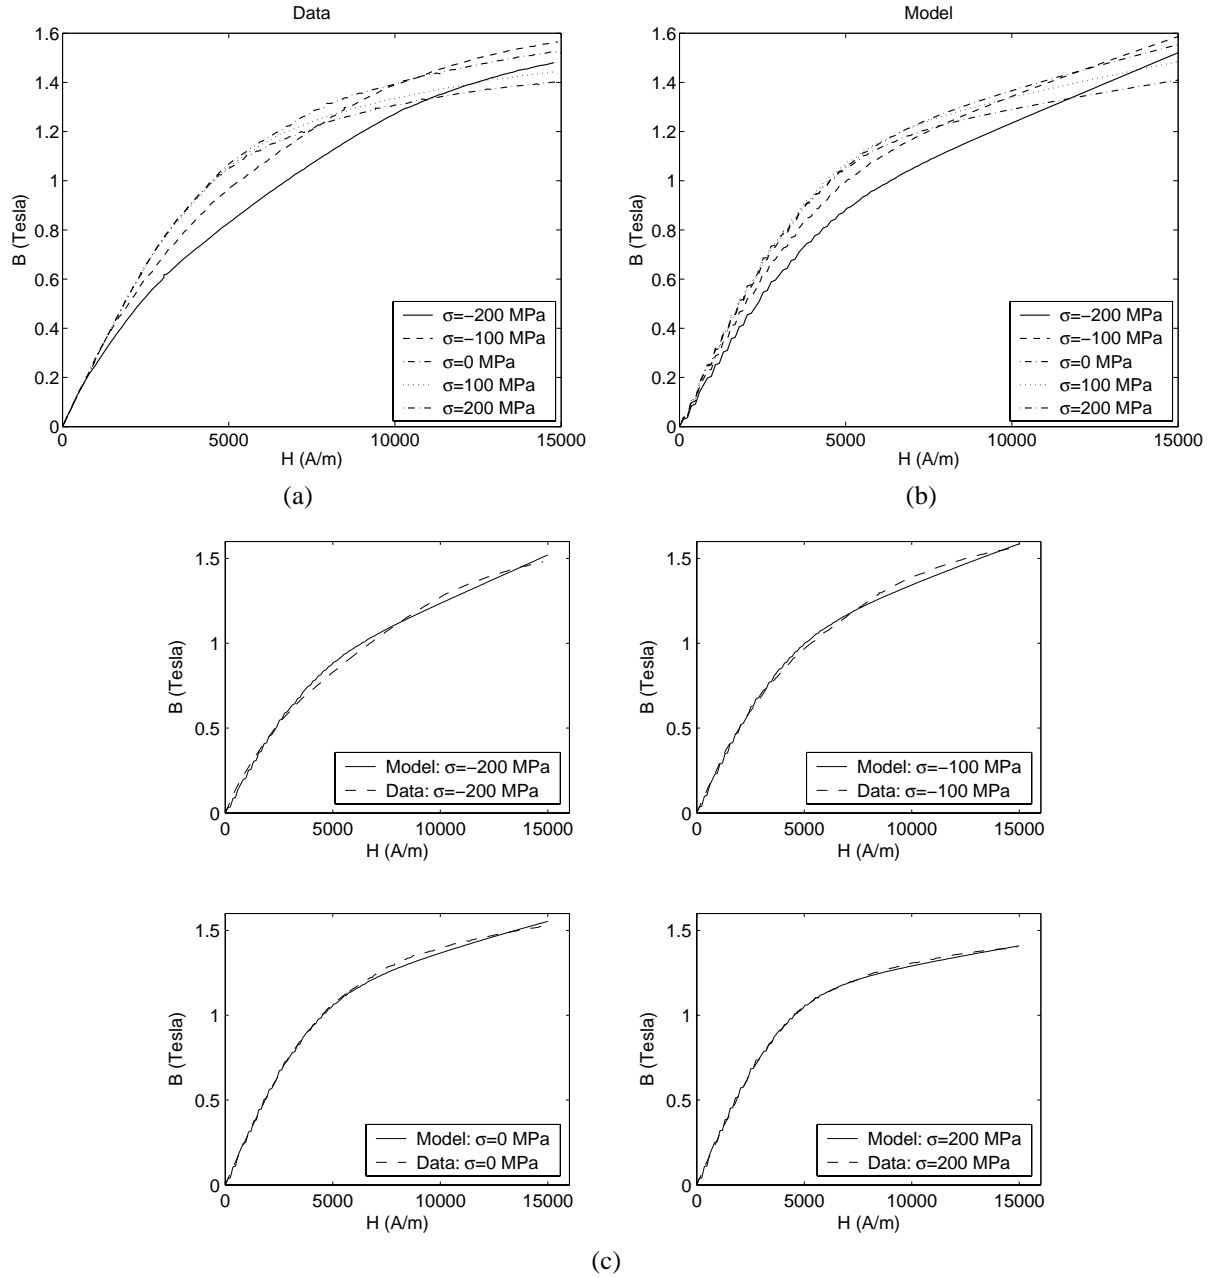 Data
1.6
1.4
1.2
1
0.8
0.6
0.4
0.2
0
B (Tesla)
σ=−200 MPa
σ=−100 MPa
σ=0 MPa
σ=100 MPa
σ=200 MPa
0
5000
10000
15000
H (A/m)
(a)
Model
1.6
1.4
1.2
1
0.8
0.6
0.4
0.2
0
B (Tesla)
σ=−200 MPa
σ=−100 MPa
σ=0 MPa
σ=100 MPa
σ=200 MPa
0
5000
10000
15000
H (A/m)
(b)
1.5
1
0.5
0
B (Tesla)
Model: σ=−200 MPa
Data: σ=−200 MPa
0
5000
10000
15000
H (A/m)
1.5
1
0.5
0
B (Tesla)
Model: σ=−100 MPa
Data: σ=−100 MPa
0
5000
10000
15000
H (A/m)
1.5
1
0.5
0
B (Tesla)
Model: σ=0 MPa
Data: σ=0 MPa
0
5000
10000
15000
H (A/m)
1.5
1
0.5
0
B (Tesla)
Model: σ=200 MPa
Data: σ=200 MPa
0
5000
10000
15000
H (A/m)
(c)